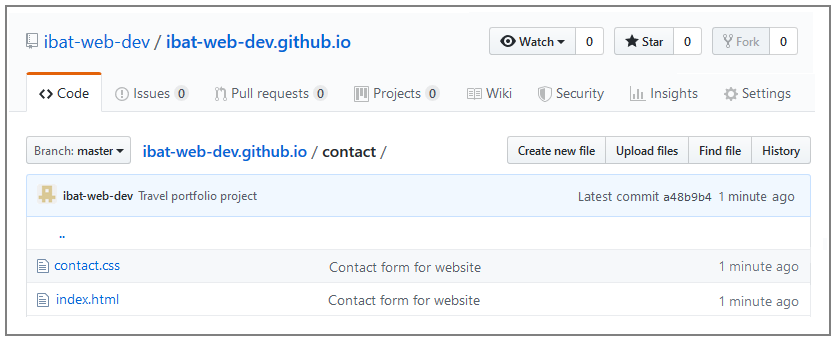 ibat-web-dev / ibat-web-dev.github.io Watch 0 Star 0 Fork 0
Code Issues 0 Pull requests 0 Projects 0 Wiki Security Insights Settings
Branch: master ibat-web-dev.github.io / contact / Create new file Upload files Find file History
ibat-web-dev Travel portfolio project Latest commit a48b9b4 1 minute ago
..
contact.css Contact form for website 1 minute ago
index.html Contact form for website 1 minute ago